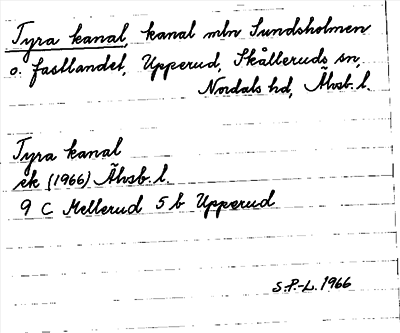 Tyra kanal, kanal mln Sundsholmen
o. fastlandet, Upperud, Skålleruds sn,
Nordals hd, Älvsb. l.
Tyra kanal
ek (1966) Älvsb. l.
9 C Mellerud 5 b Upperud
S.P.-L. 1966